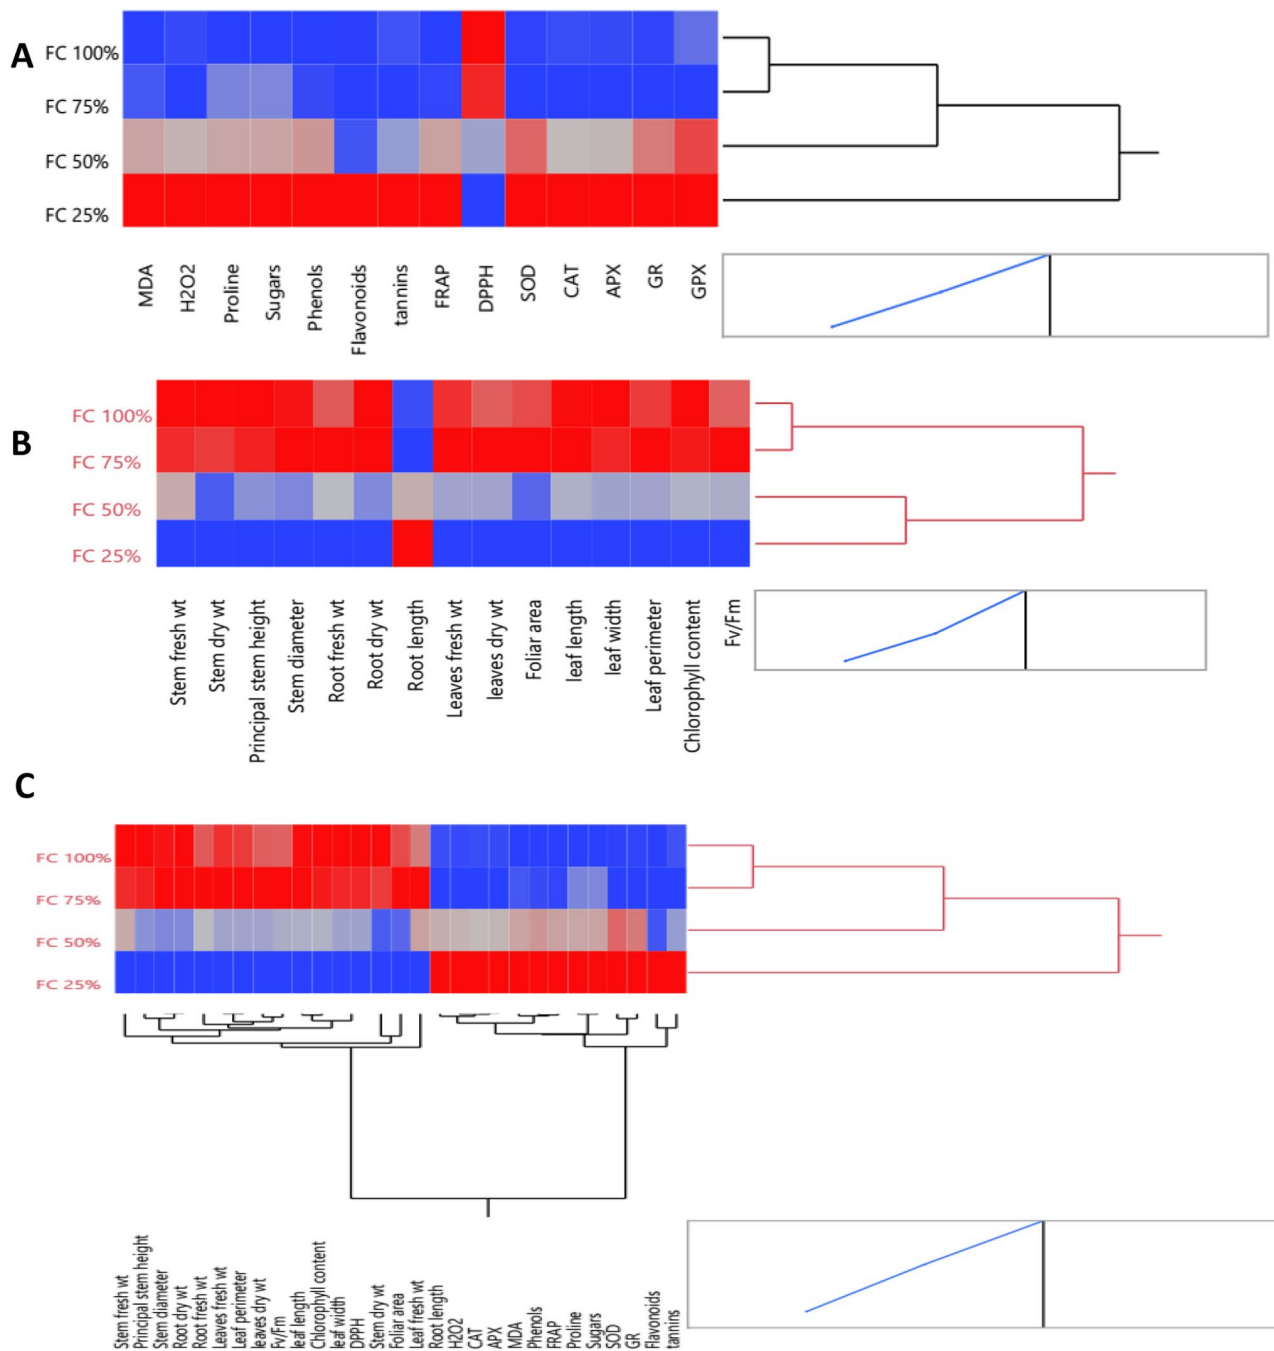 A
FC 100%
FC 75%
FC 50%
FC 25%
MDA
H2O2
Proline
Sugars
Phenols
Flavonoids
tannins
FRAP
DPPH
SOD
CAT
APX
GR
GPX
B
FC 100%
FC 75%
FC 50%
FC 25%
Stem fresh wt
Stem dry wt
Principal stem height
Stem diameter
Root fresh wt
Root dry wt
Root length
Leaves fresh wt
leaves dry wt
Foliar area
leaf length
leaf width
Leaf perimeter
Chlorophyll content
Fv/Fm
C
FC 100%
FC 75%
FC 50%
FC 25%
Stem fresh wt
Principal stem height
Stem diameter
Root dry wt
Root fresh wt
Leaves fresh wt
Leaf perimeter
leaves dry wt
Fv/Fm
leaf length
Chlorophyll content
leaf width
DPPH
Stem dry wt
Foliar area
Leaf fresh wt
Root length
H2O2
CAT
APX
MDA
Phenols
FRAP
Proline
Sugars
SOD
GR
Flavonoids
tannins